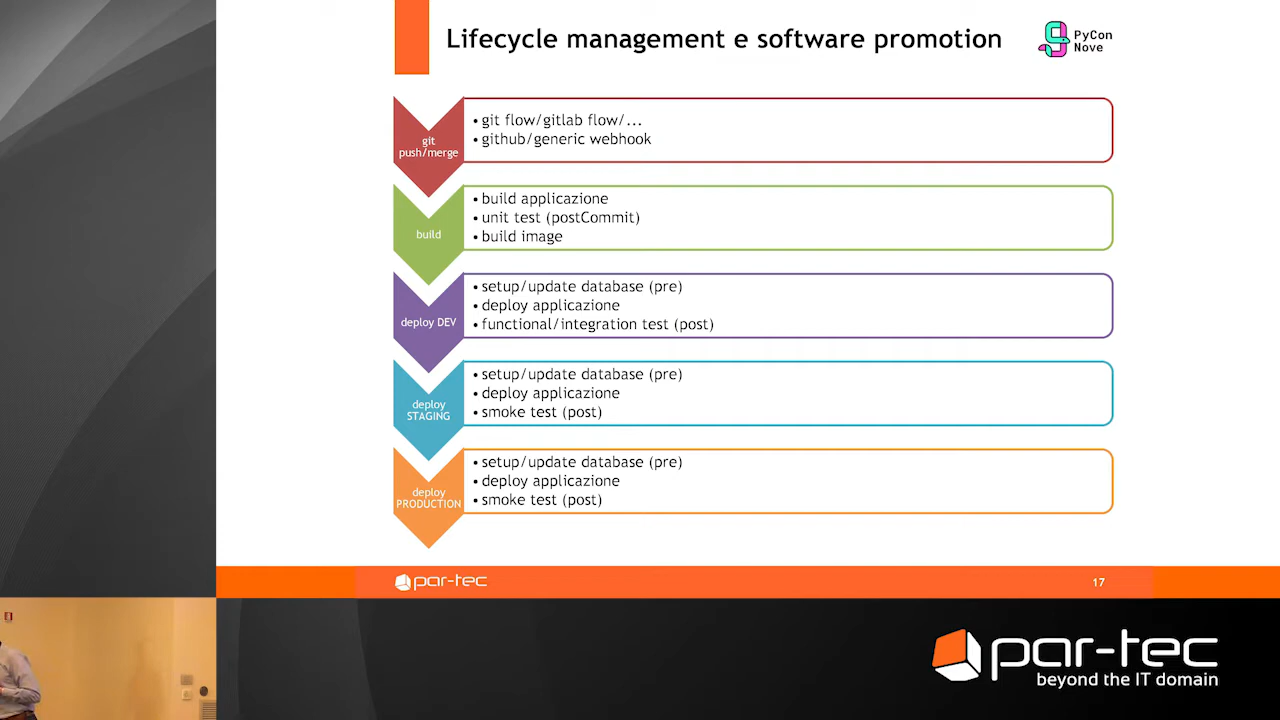 Lifecycle management e software promotion
PyCon
Nove
git
push/merge
• git flow/gitlab flow/...
• github/generic webhook
build
• build applicazione
• unit test (postCommit)
• build image
deploy DEV
• setup/update database (pre)
• deploy applicazione
• functional/integration test (post)
deploy
STAGING
• setup/update database (pre)
• deploy applicazione
• smoke test (post)
deploy
PRODUCTION
• setup/update database (pre)
• deploy applicazione
• smoke test (post)
par-tec
17
par-tec
beyond the IT domain